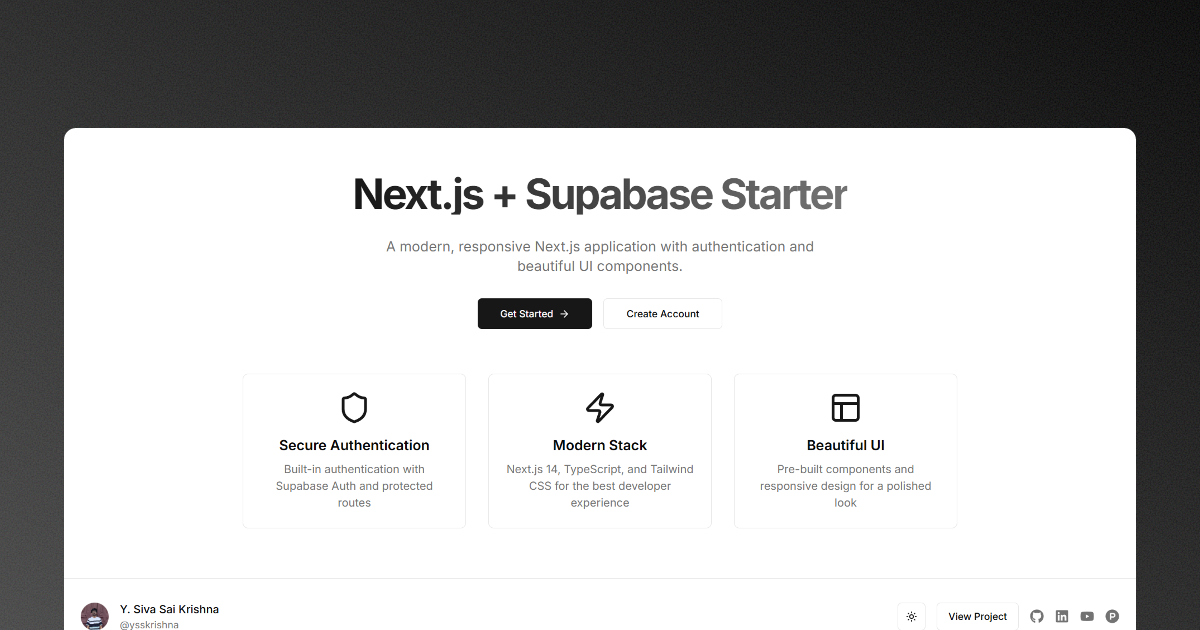 Next.js + Supabase Starter
A modern, responsive Next.js application with authentication and
beautiful UI components.
Get Started
Create Account
Secure Authentication
Built-in authentication with
Supabase Auth and protected
routes
Modern Stack
Next.js 14, TypeScript, and Tailwind
CSS for the best developer
experience
Beautiful UI
Pre-built components and
responsive design for a polished
look
Y. Siva Sai Krishna
@ysskrishna
View Project